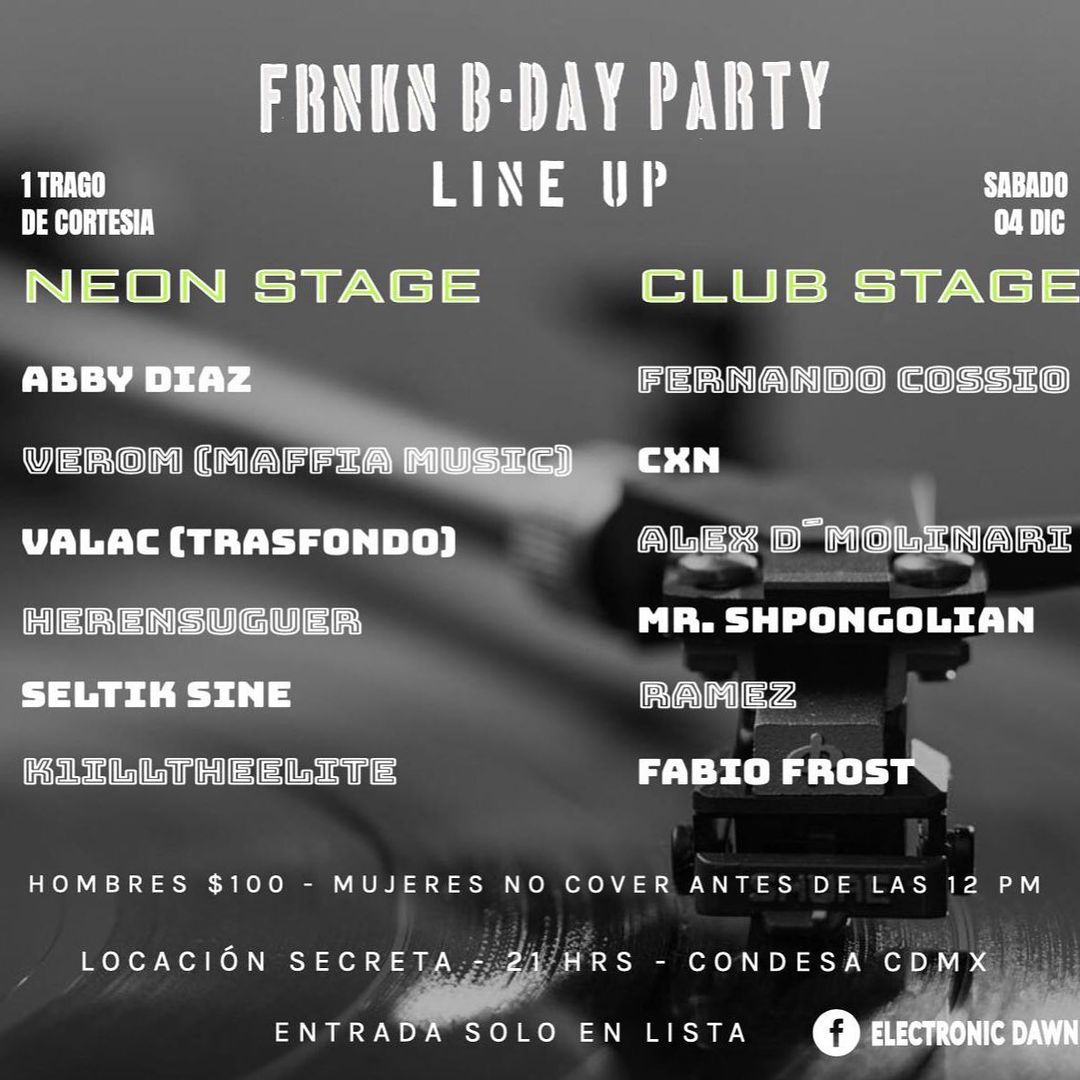 FRNKN B·DAY PARTY
LINE UP
1 TRAGO
DE CORTESIA
SABADO
04 DIC
NEON STAGE
ABBY DIAZ
VEROM (MAFFIA MUSIC)
VALAC (TRASFONDO)
HERENSUGUER
SELTIK SINE
K1ILLTHEELITE
CLUB STAGE
FERNANDO COSSIO
CXN
ALEX D´MOLINARI
MR. SHPONGOLIAN
RAMEZ
FABIO FROST
HOMBRES $100 - MUJERES NO COVER ANTES DE LAS 12 PM
LOCACIÓN SECRETA - 21 HRS - CONDESA CDMX
ENTRADA SOLO EN LISTA
ELECTRONIC DAWN